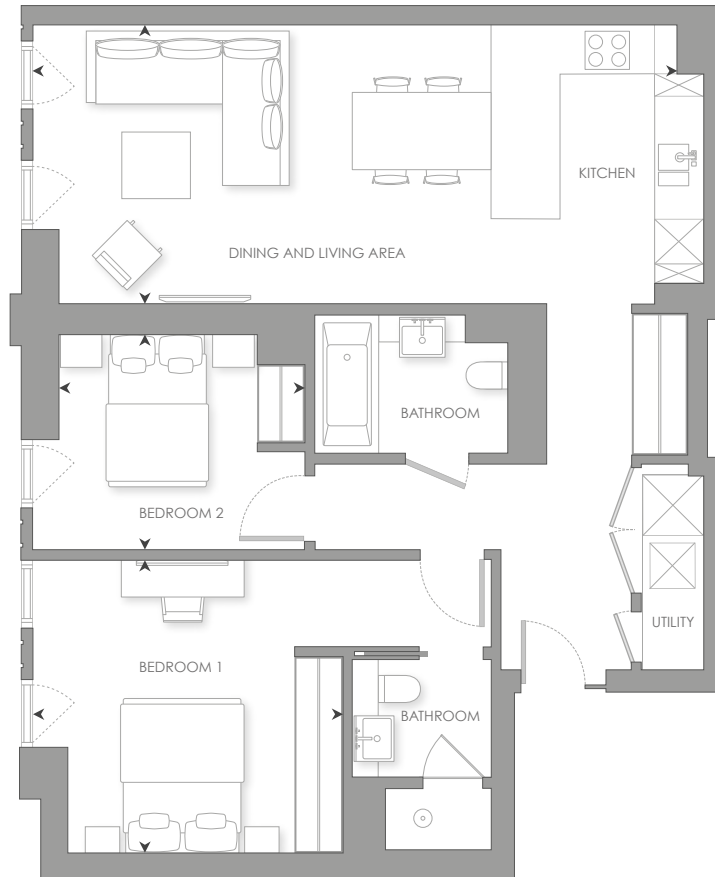 KITCHEN
DINING AND LIVING AREA
BATHROOM
BEDROOM 2
UTILITY
BEDROOM 1
BATHROOM